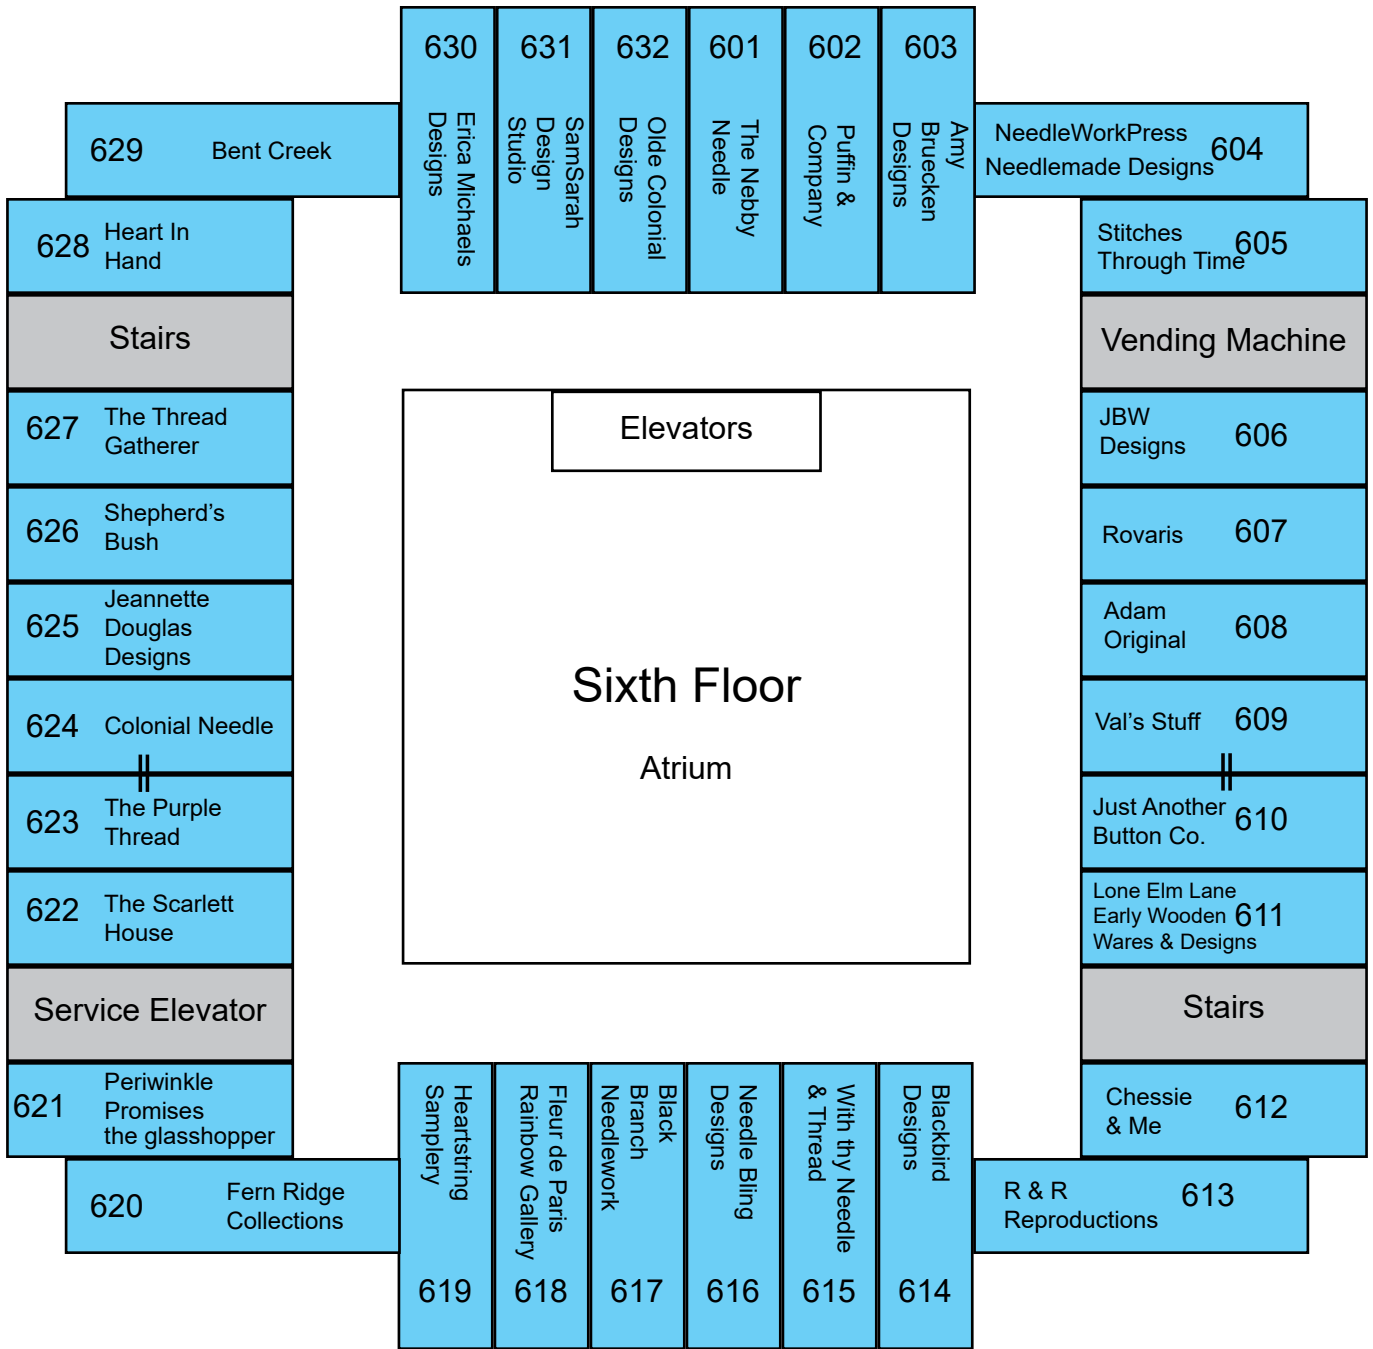 630
Erica Michaels
Designs
631
SamSarah
Design
Studio
632
Olde Colonial
Designs
601
The Nebby
Needle
602
Puffin &
Company
603
Amy
Bruecken
Designs
629 Bent Creek
NeedleWorkPress
Needlemade Designs
604
628
Heart In
Hand
Stitches
Through Time
605
Stairs
Vending Machine
627
The Thread
Gatherer
Elevators
JBW
Designs
606
626
Shepherd's
Bush
Rovaris 607
625
Jeannette
Douglas
Designs
Sixth Floor
Atrium
Adam
Original
608
624 Colonial Needle
Val's Stuff 609
623
The Purple
Thread
Just Another
Button Co.
610
622
The Scarlett
House
Lone Elm Lane
Early Wooden
Wares & Designs
611
Service Elevator
Stairs
621
Periwinkle
Promises
the glasshopper
Chessie
& Me
612
620
Fern Ridge
Collections
Heartstring
Samplery
619
Fleur de Paris
Rainbow Gallery
618
Black
Branch
Needlework
617
Needle Bling
Designs
616
With thy Needle
& Thread
615
Blackbird
Designs
614
R & R
Reproductions
613